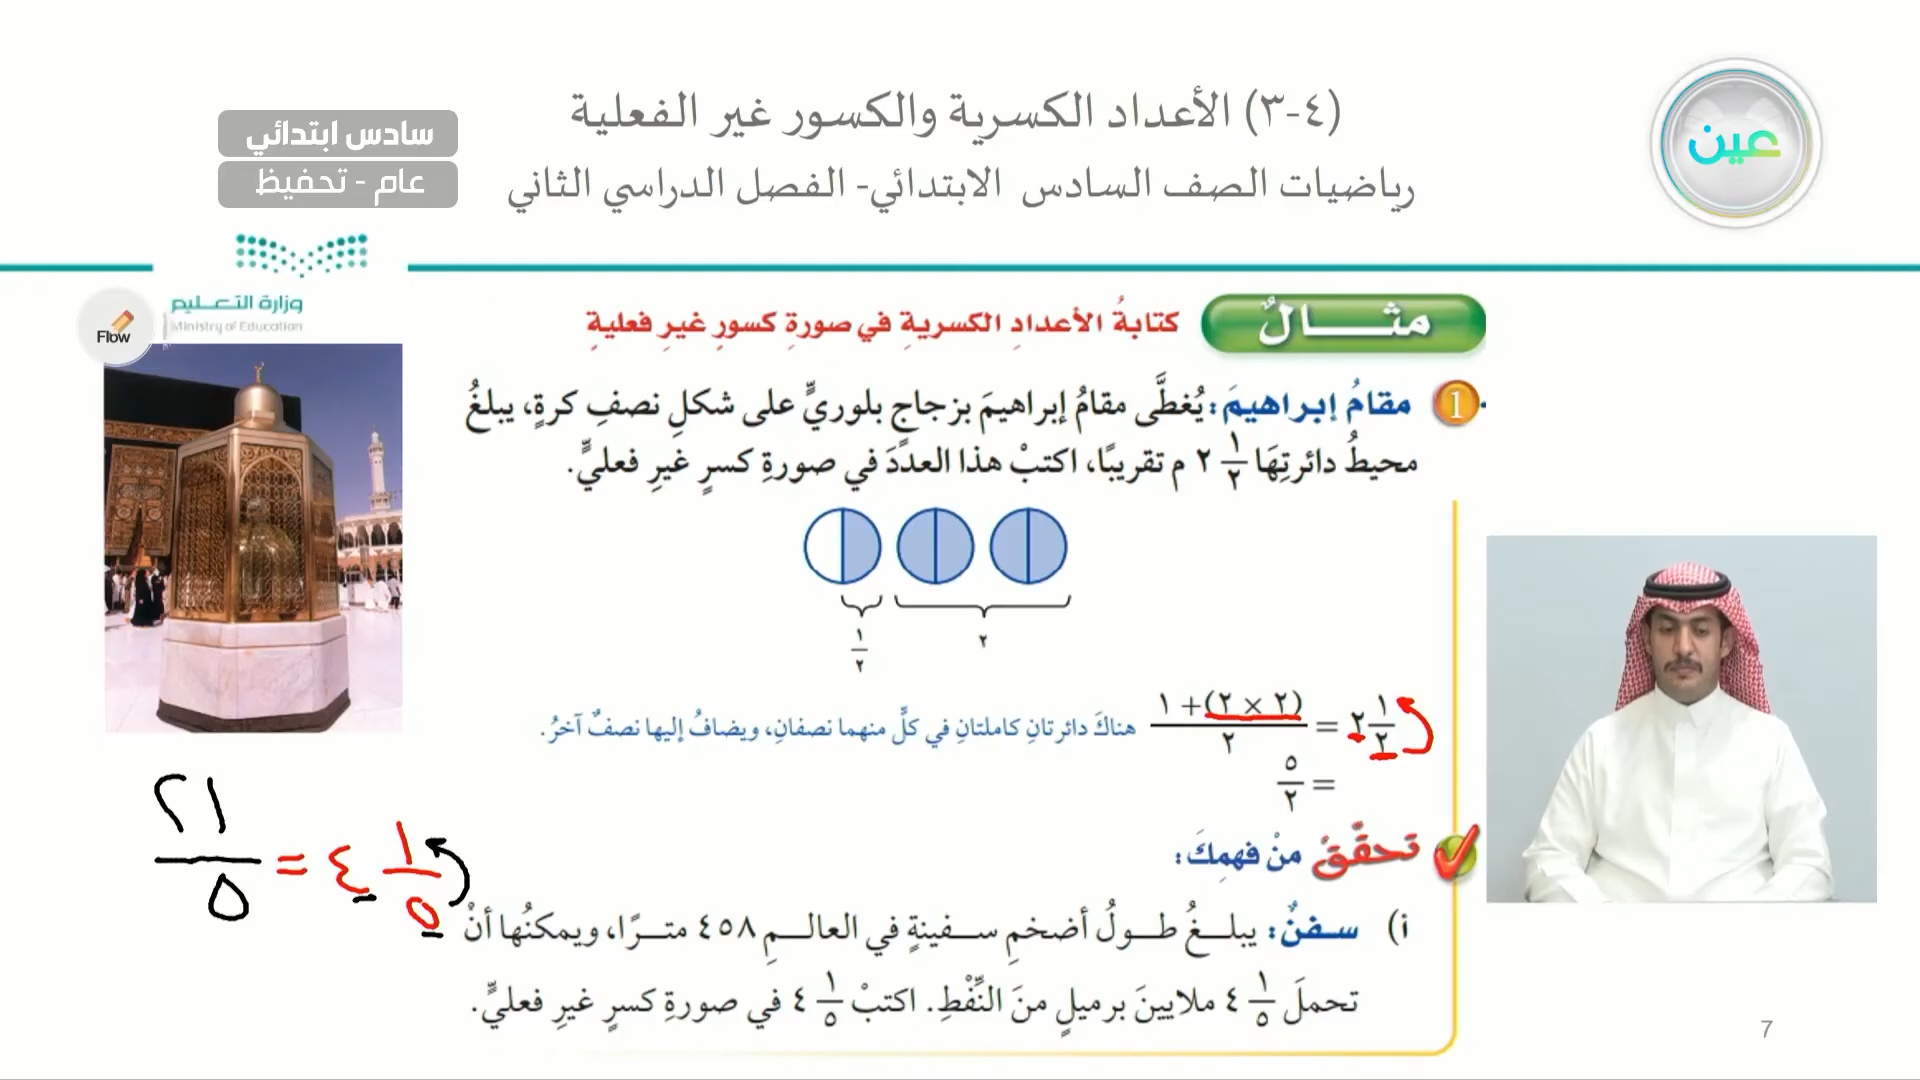 (٤-٣) الأعداد الكسرية والكسور غير الفعلية
رياضيات الصف السادس الابتدائي- الفصل الدراسي الثاني
سادس ابتدائي
عام - تحفيظ
عين
وزارة التعليم
Ministry of Education
Flow
مثال كتابةُ الأعدادِ الكسريةِ في صورةِ كسورٍ غيرِ فعليةٍ
1 مقامُ إبراهيمَ: يُغطَّى مقامُ إبراهيمَ بزجاجٍ بلوريٍّ على شكلِ نصفِ كرةٍ، يبلغُ
محيطُ دائرتِهَا ٢ ١/٢ م تقريبًا، اكتبْ هذا العددَ في صورةِ كسرٍ غيرِ فعليٍّ.
٢
١/٢
٢ ١/٢ = (٢ × ٢) + ١ / ٢ هناكَ دائرتانِ كاملتانِ في كلٍّ منهما نصفانِ، ويضافُ إليها نصفٌ آخرُ.
= ٥/٢
تحقَّقْ منْ فهمِكَ:
٤ ١/٥ = ٢١/٥
أ) سفنٌ: يبلغُ طولُ أضخمِ سفينةٍ في العالمِ ٤٥٨ مترًا، ويمكنُها أنْ
تحملَ ٤ ١/٥ ملايينَ برميلٍ منَ النِّفْطِ. اكتبْ ٤ ١/٥ في صورةِ كسرٍ غيرِ فعليٍّ.
7